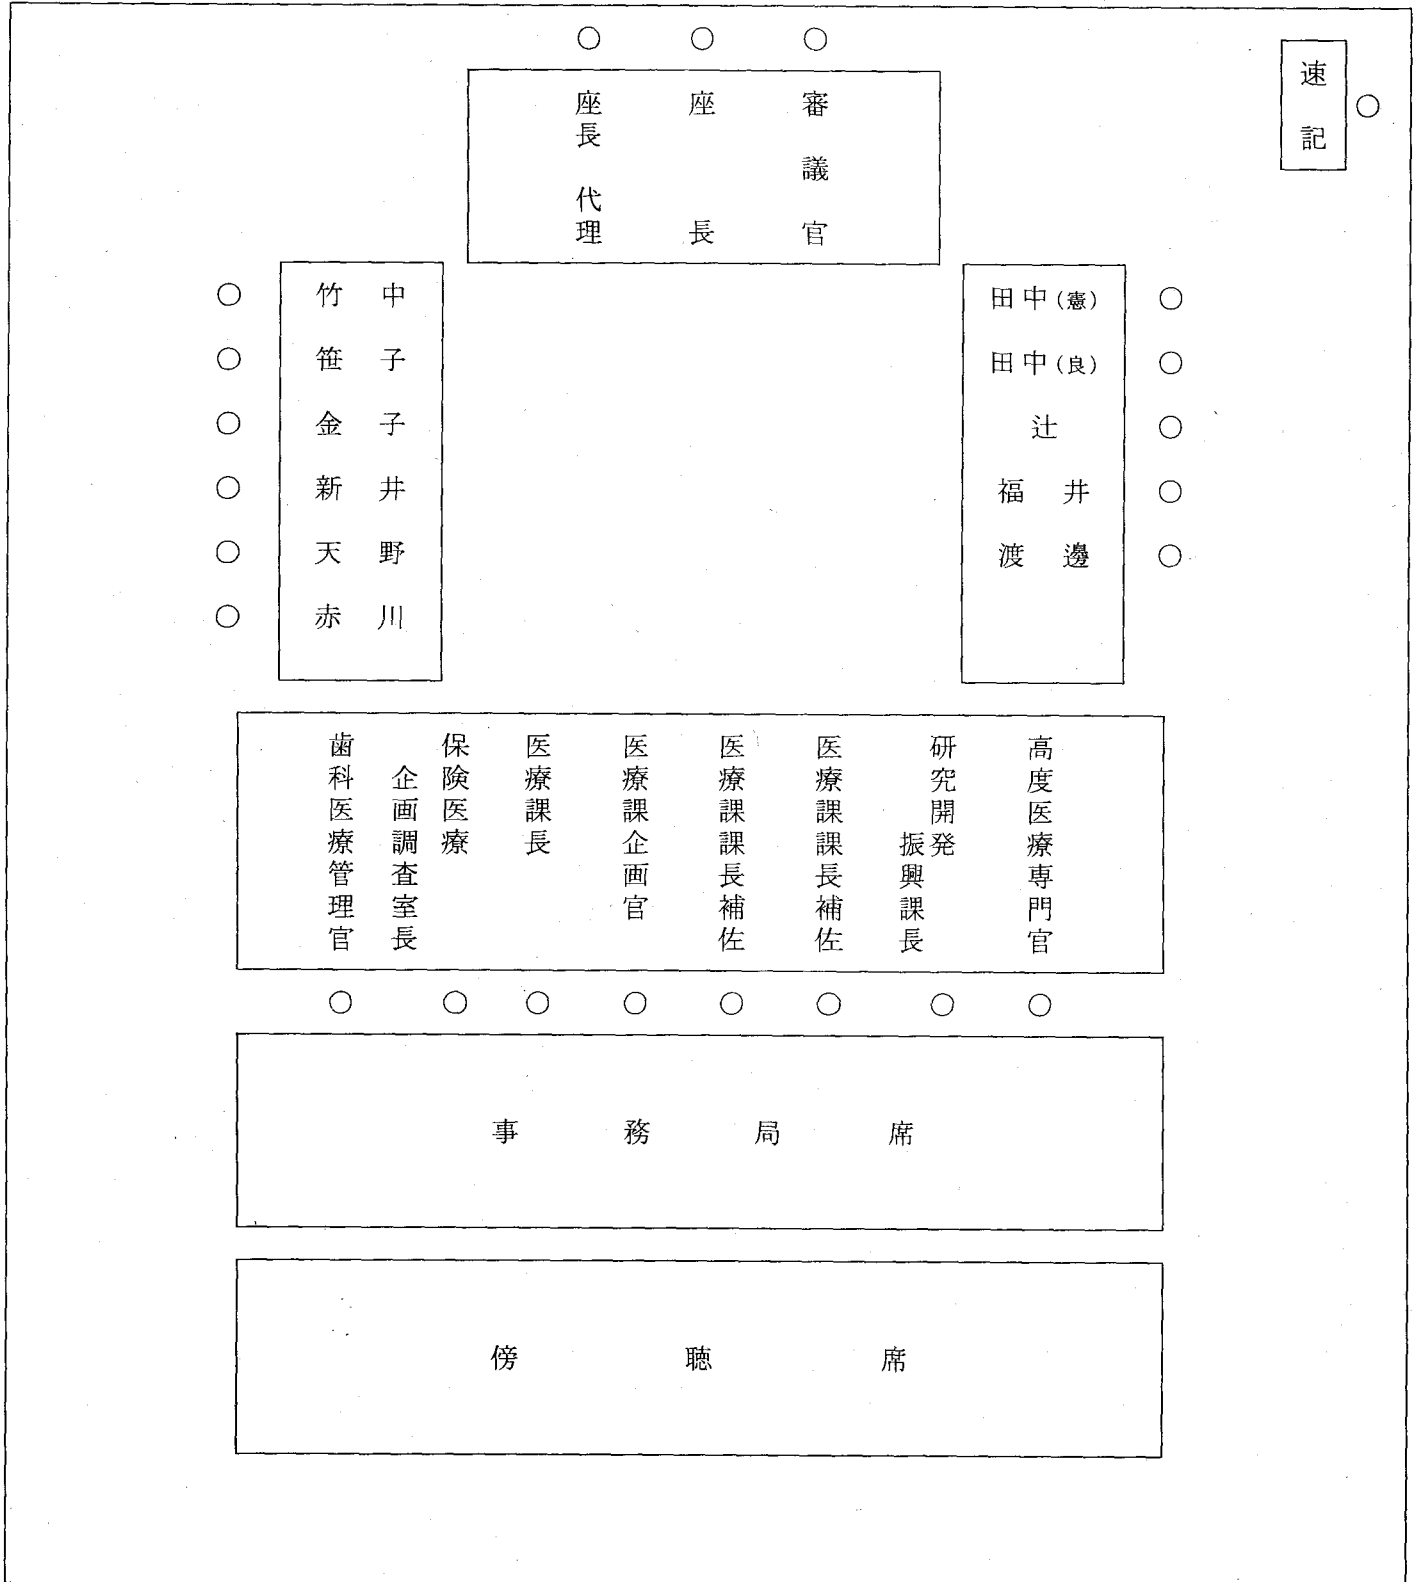 速記
審議官
座長
座長代理
竹中
笹子
金子
新井
天野
赤川
田中(憲)
田中(良)
辻
福井
渡邊
高度医療専門官
研究開発
振興課長
医療課課長補佐
医療課課長補佐
医療課企画官
医療課長
保険医療
企画調査室長
歯科医療管理官
事務局席
傍聴席